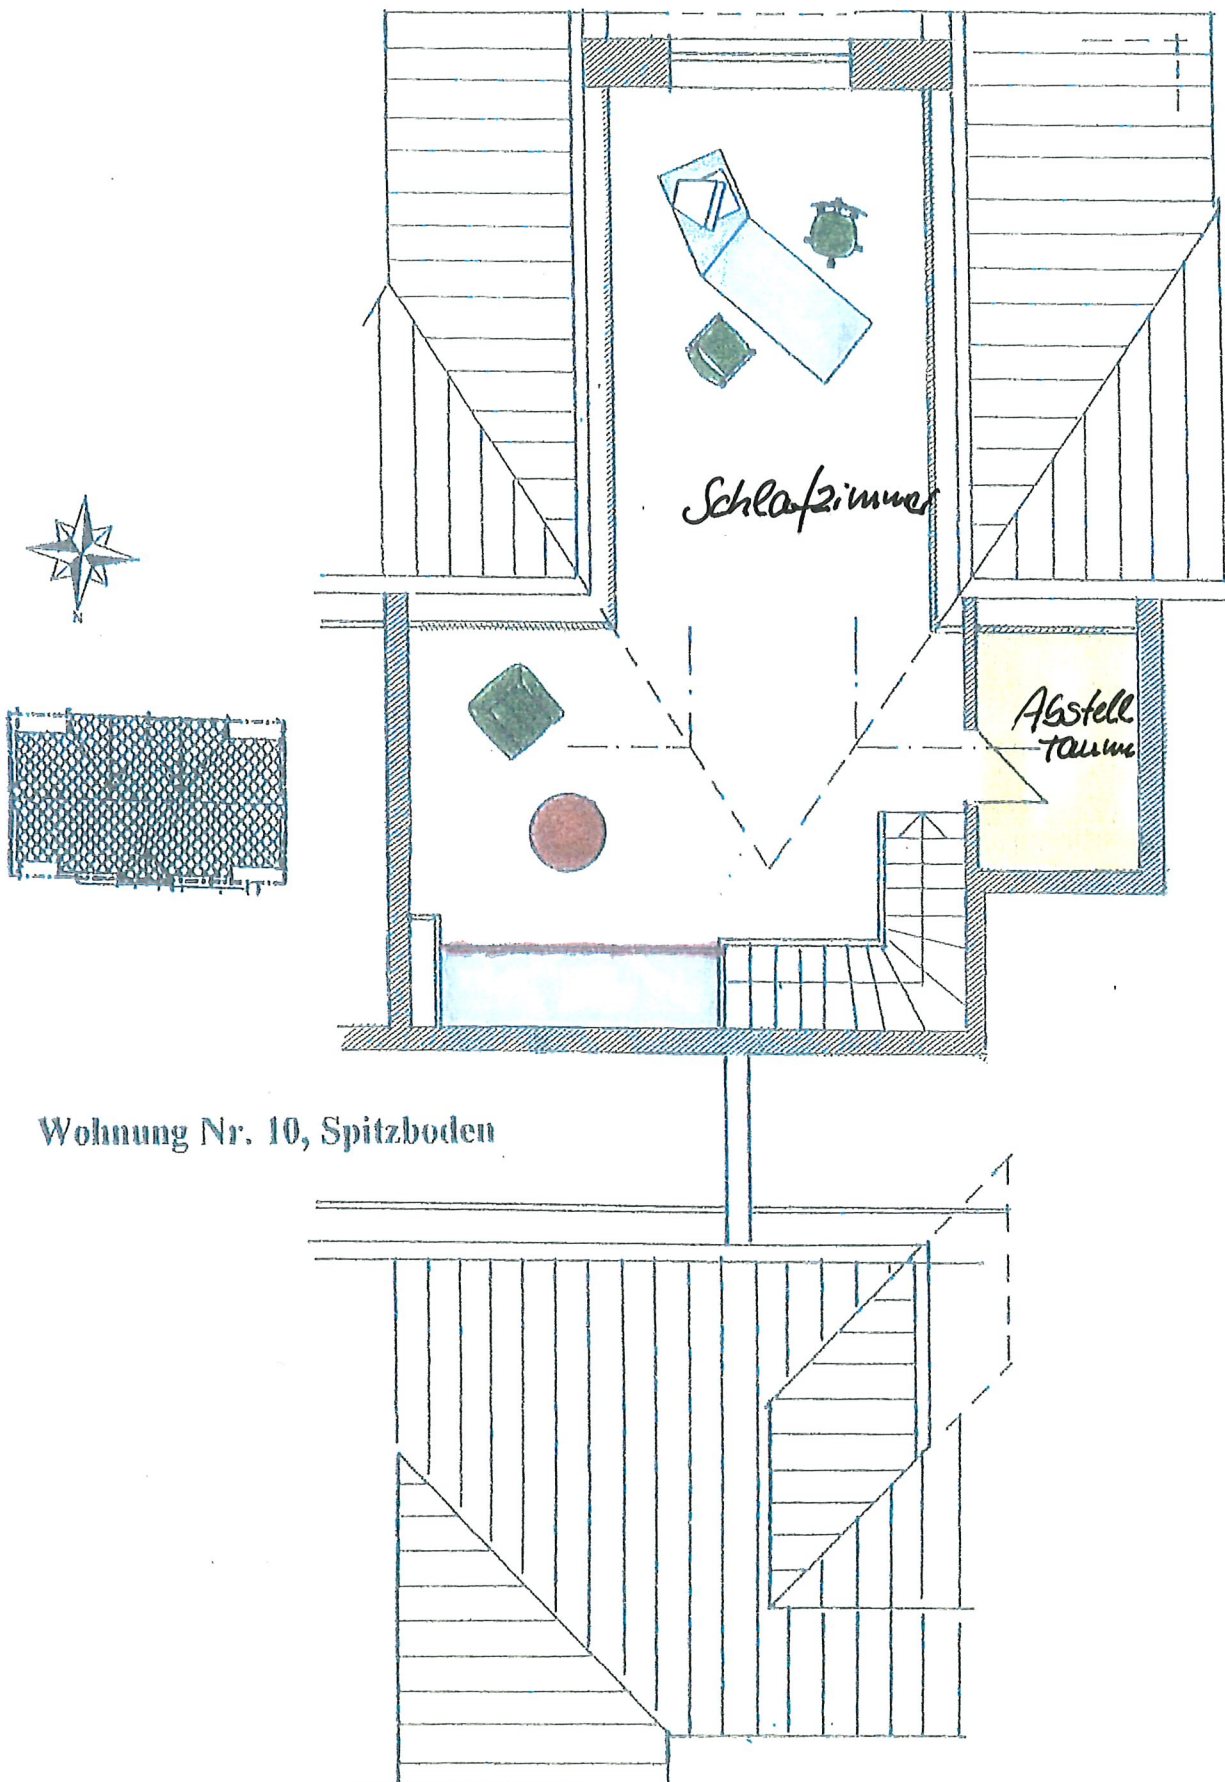 Schlafzimmer
Abstell
raum
N
Wohnung Nr. 10, Spitzboden